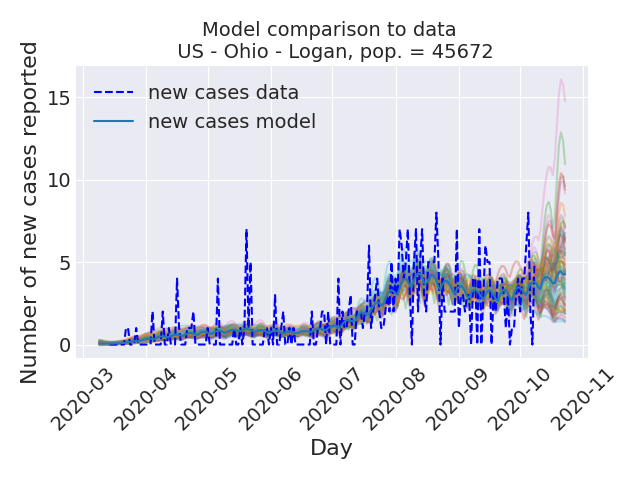 Model comparison to data
US - Ohio - Logan, pop. = 45672
Number of new cases reported
15
10
5
0
new cases data
new cases model
2020-03
2020-04
2020-05
2020-06
2020-07
2020-08
2020-09
2020-10
2020-11
Day